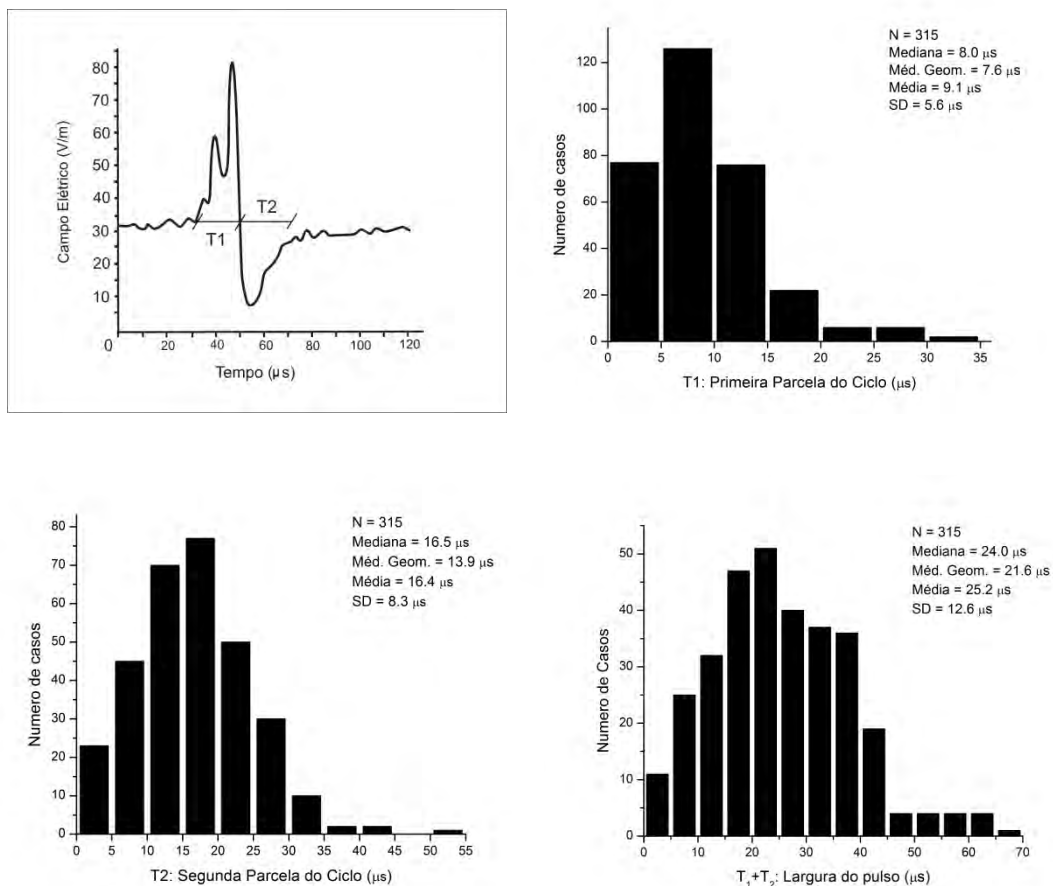 80
70
60
50
40
30
20
10
Campo Elétrico (V/m)
T1
T2
0 20 40 60 80 100 120
Tempo (μs)
N = 315
Mediana = 8.0 μs
Méd. Geom. = 7.6 μs
Média = 9.1 μs
SD = 5.6 μs
120
100
80
60
40
20
0
Numero de casos
0 5 10 15 20 25 30 35
T1: Primeira Parcela do Ciclo (μs)
N = 315
Mediana = 16.5 μs
Méd. Geom. = 13.9 μs
Média = 16.4 μs
SD = 8.3 μs
80
70
60
50
40
30
20
10
0
Numero de casos
0 5 10 15 20 25 30 35 40 45 50 55
T2: Segunda Parcela do Ciclo (μs)
N = 315
Mediana = 24.0 μs
Méd. Geom. = 21.6 μs
Média = 25.2 μs
SD = 12.6 μs
50
40
30
20
10
0
Numero de Casos
0 10 20 30 40 50 60 70
T1+T2: Largura do pulso (μs)